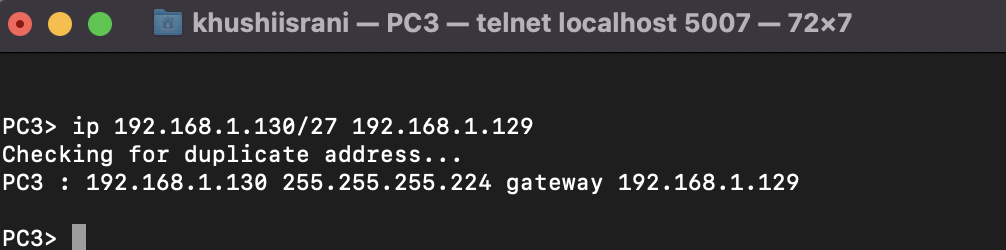 khushiisrani — PC3 — telnet localhost 5007 — 72×7
PC3> ip 192.168.1.130/27 192.168.1.129
Checking for duplicate address...
PC3 : 192.168.1.130 255.255.255.224 gateway 192.168.1.129
PC3>